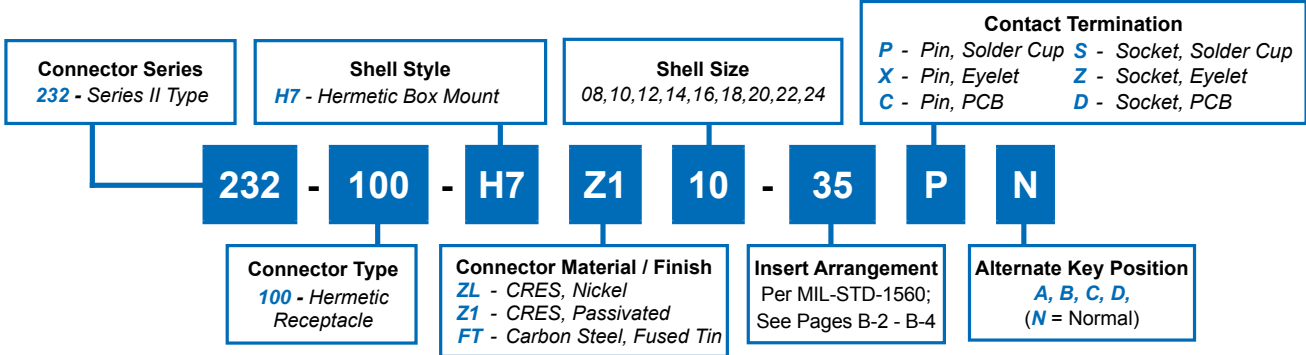 Connector Series
232 - Series II Type
Shell Style
H7 - Hermetic Box Mount
Shell Size
08,10,12,14,16,18,20,22,24
Contact Termination
P - Pin, Solder Cup S - Socket, Solder Cup
X - Pin, Eyelet Z - Socket, Eyelet
C - Pin, PCB D - Socket, PCB
232 - 100 - H7 Z1 10 - 35 P N
Connector Type
100 - Hermetic
Receptacle
Connector Material / Finish
ZL - CRES, Nickel
Z1 - CRES, Passivated
FT - Carbon Steel, Fused Tin
Insert Arrangement
Per MIL-STD-1560;
See Pages B-2 - B-4
Alternate Key Position
A, B, C, D,
(N = Normal)